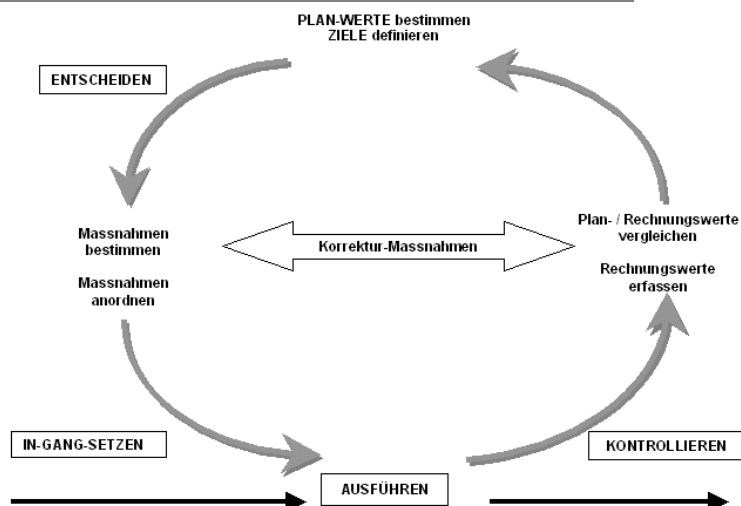 PLAN-WERTE bestimmen
ZIELE definieren
ENTSCHEIDEN
Massnahmen
bestimmen
Massnahmen
anordnen
Korrektur-Massnahmen
Plan- / Rechnungswerte
vergleichen
Rechnungswerte
erfassen
IN-GANG-SETZEN
KONTROLLIEREN
AUSFÜHREN